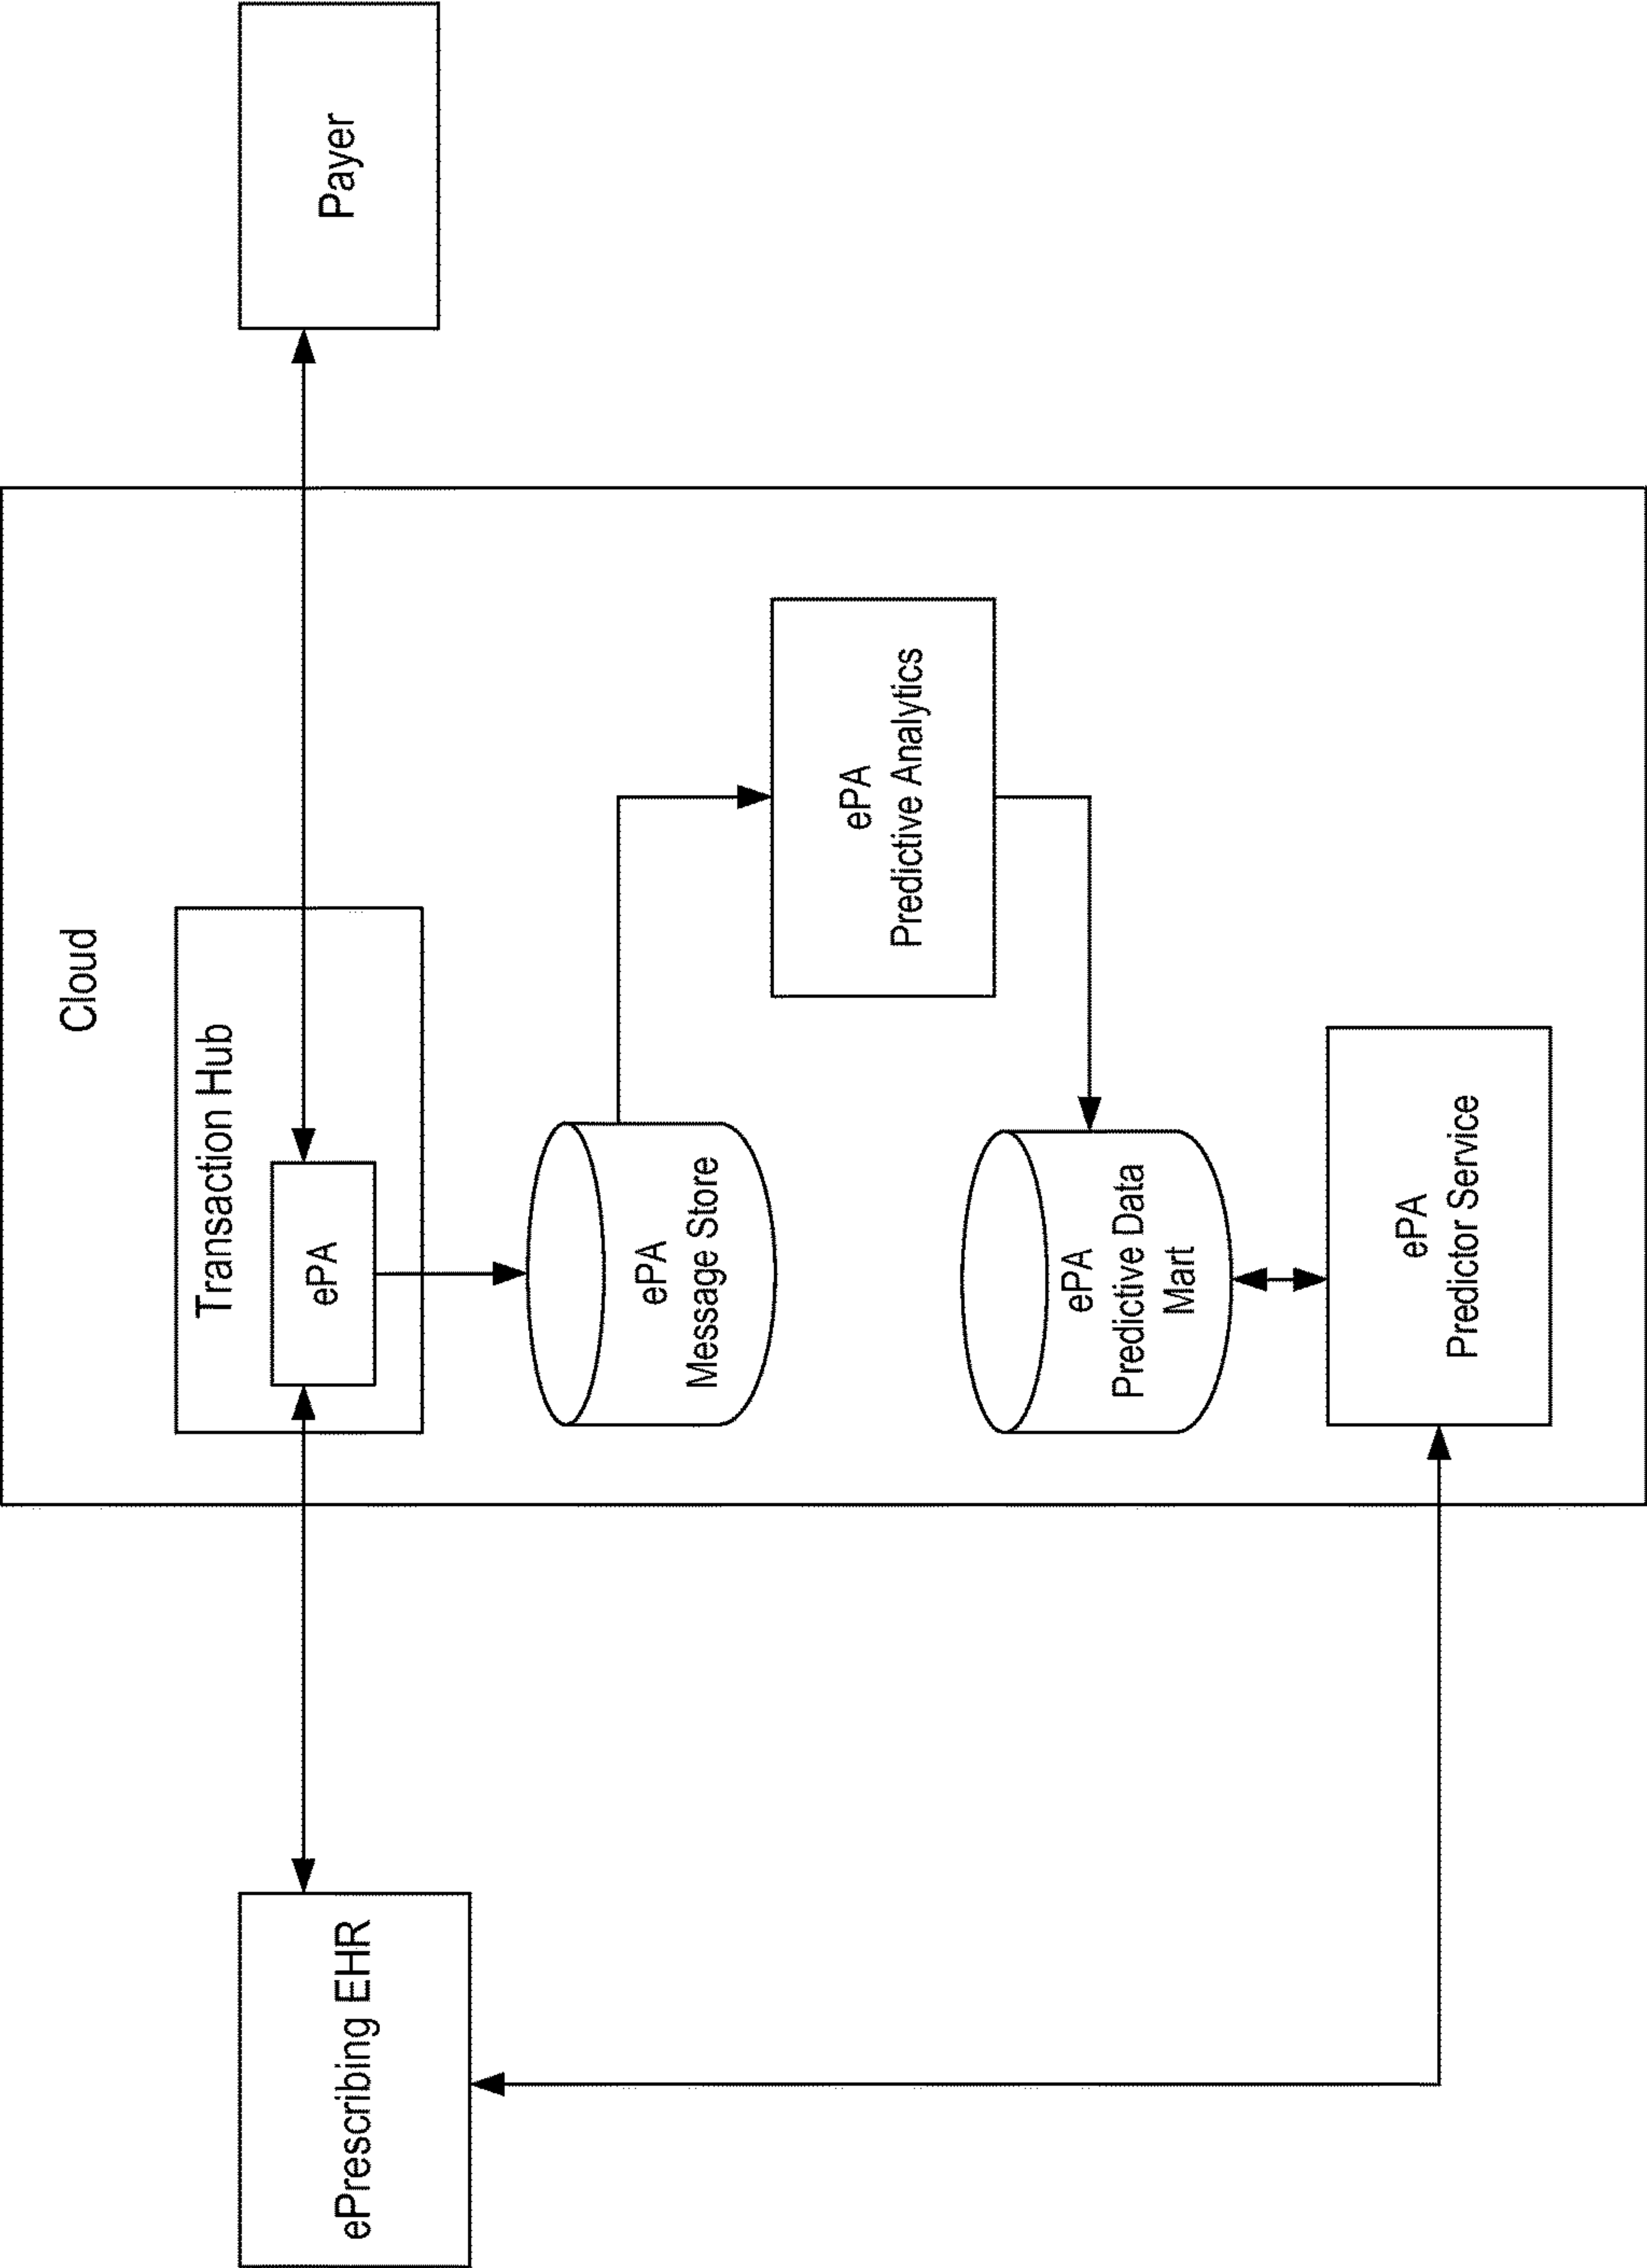 Cloud
Transaction Hub
ePrescribing EHR
ePA
Payer
ePA
Message Store
ePA
Predictive Analytics
ePA
Predictive Data
Mart
ePA
Predictor Service